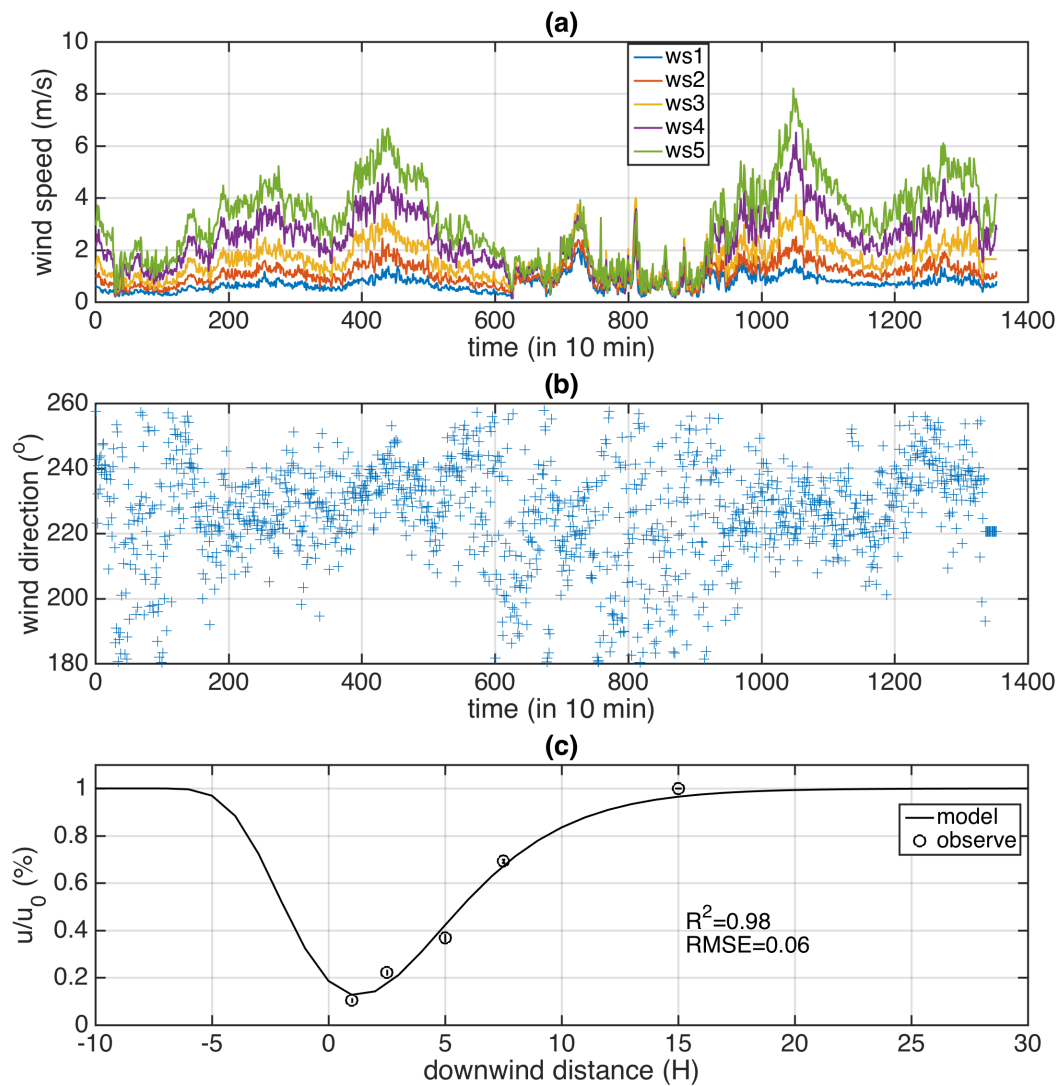 (a)
wind speed (m/s)
10
8
6
4
2
0
ws1
ws2
ws3
ws4
ws5
0 200 400 600 800 1000 1200 1400
time (in 10 min)
(b)
wind direction (°)
260
240
220
200
180
0 200 400 600 800 1000 1200 1400
time (in 10 min)
(c)
u/u0 (%)
1
0.8
0.6
0.4
0.2
0
model
observe
R²=0.98
RMSE=0.06
-10 -5 0 5 10 15 20 25 30
downwind distance (H)